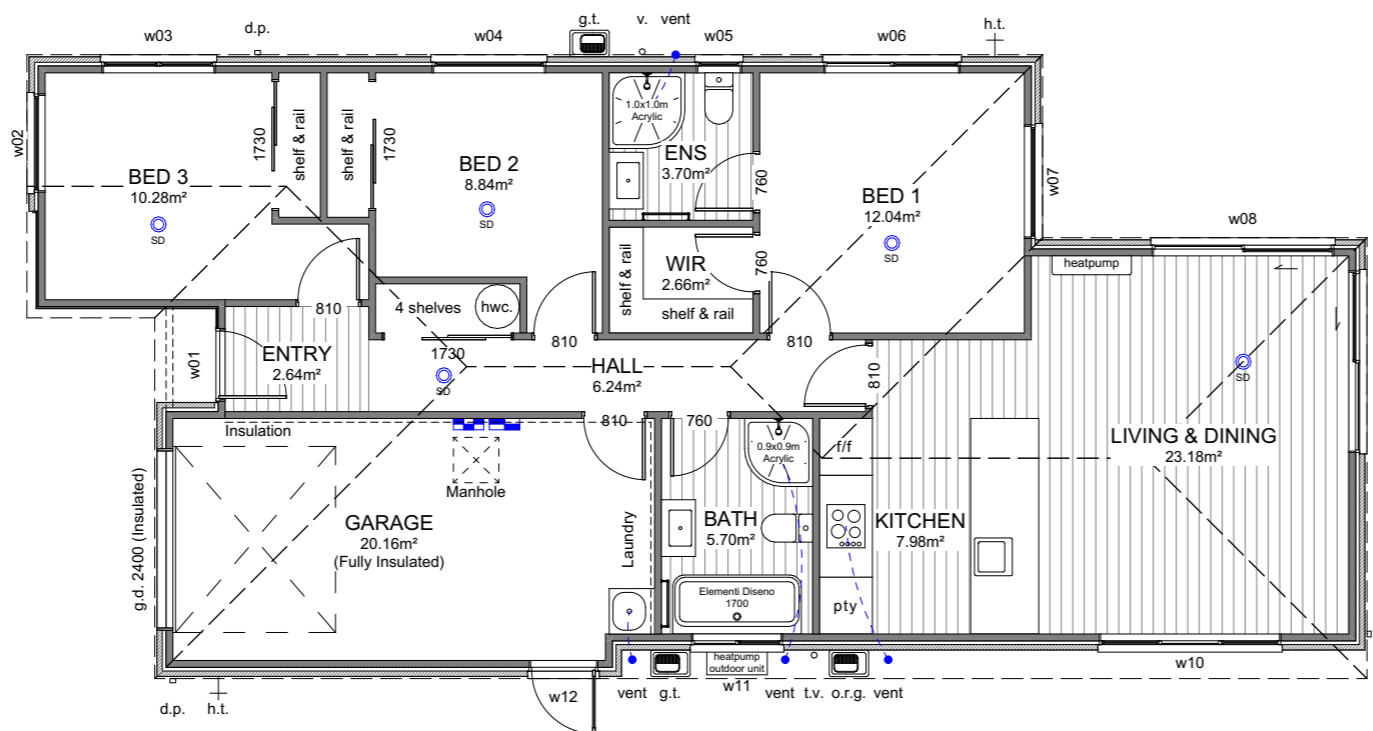 g.t.
v.
vent
h.t.
d.p.
w03
w04
w05
w06
w02
1730
shelf & rail
shelf & rail
1730
1.0x1.0m
Acrylic
BED 3
10.28m²
SD
BED 2
8.84m²
SD
ENS
3.70m²
760
BED 1
12.04m²
SD
w07
w08
heatpump
WIR
2.66m²
760
shelf & rail
shelf & rail
4 shelves
hwc.
810
1730
810
810
w01
ENTRY
2.64m²
SD
HALL
6.24m²
810
SD
810
760
Insulation
Manhole
0.9x0.9m
Acrylic
f/f
LIVING & DINING
23.18m²
g.d. 2400 (Insulated)
GARAGE
20.16m²
(Fully Insulated)
Laundry
BATH
5.70m²
KITCHEN
7.98m²
Elementi Diseno
1700
pty
heatpump
outdoor unit
w10
w12
vent
g.t.
w11
vent
t.v.
o.r.g.
vent
d.p.
h.t.